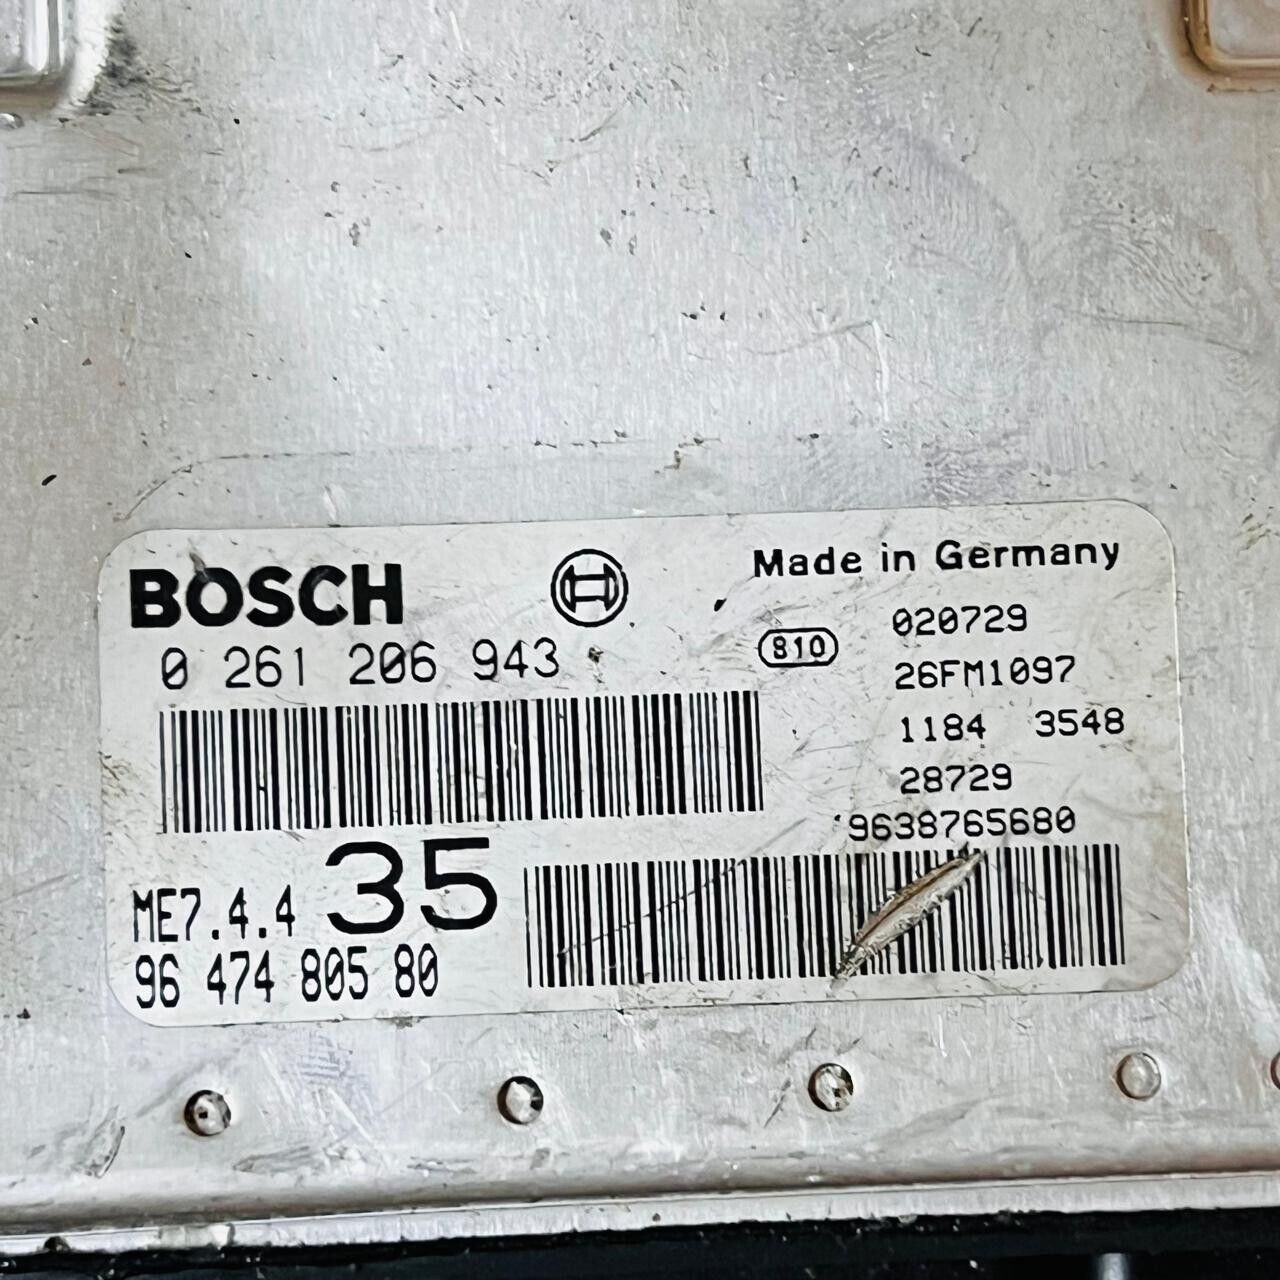 BOSCH
0 261 206 943
Made in Germany
810
020729
26FM1097
1184 3548
28729
9638765680
ME7.4.4 35
96 474 805 80